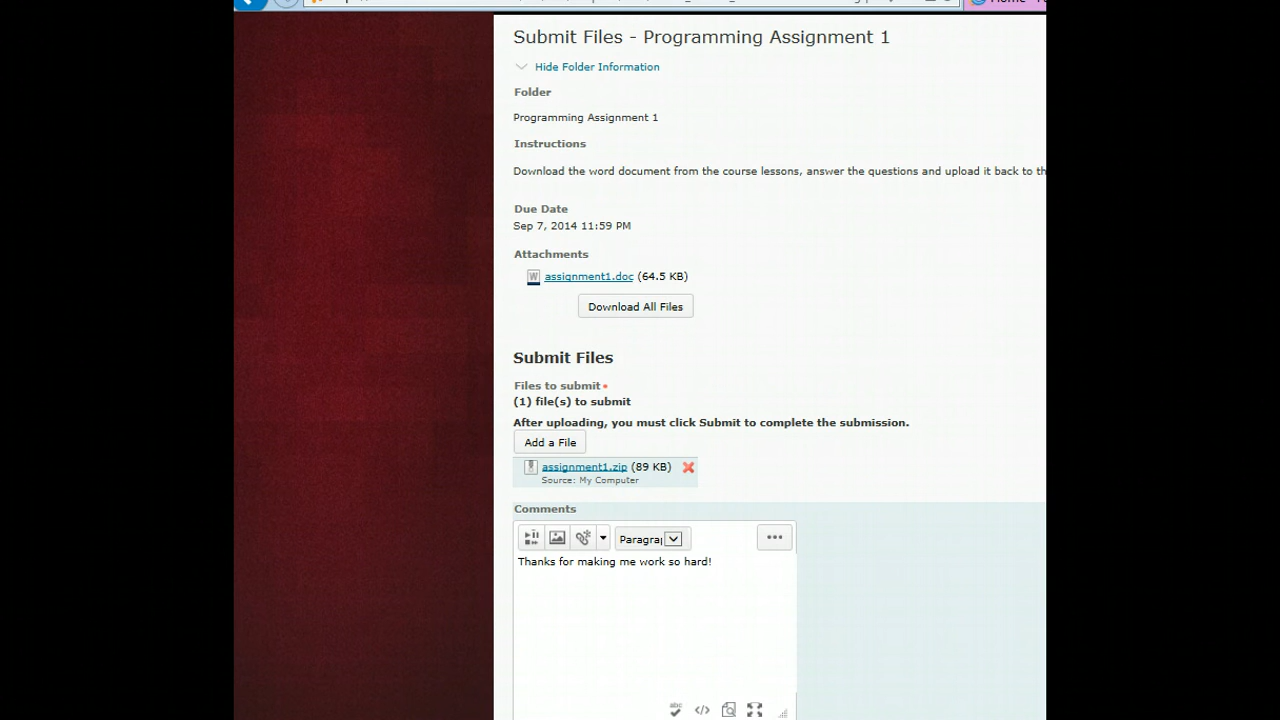 Submit Files - Programming Assignment 1
Hide Folder Information
Folder
Programming Assignment 1
Instructions
Download the word document from the course lessons, answer the questions and upload it back to th
Due Date
Sep 7, 2014 11:59 PM
Attachments
assignment1.doc (64.5 KB)
Download All Files
Submit Files
Files to submit
(1) file(s) to submit
After uploading, you must click Submit to complete the submission.
Add a File
assignment1.zip (89 KB)
Source: My Computer
Comments
Paragraj
Thanks for making me work so hard!
abc